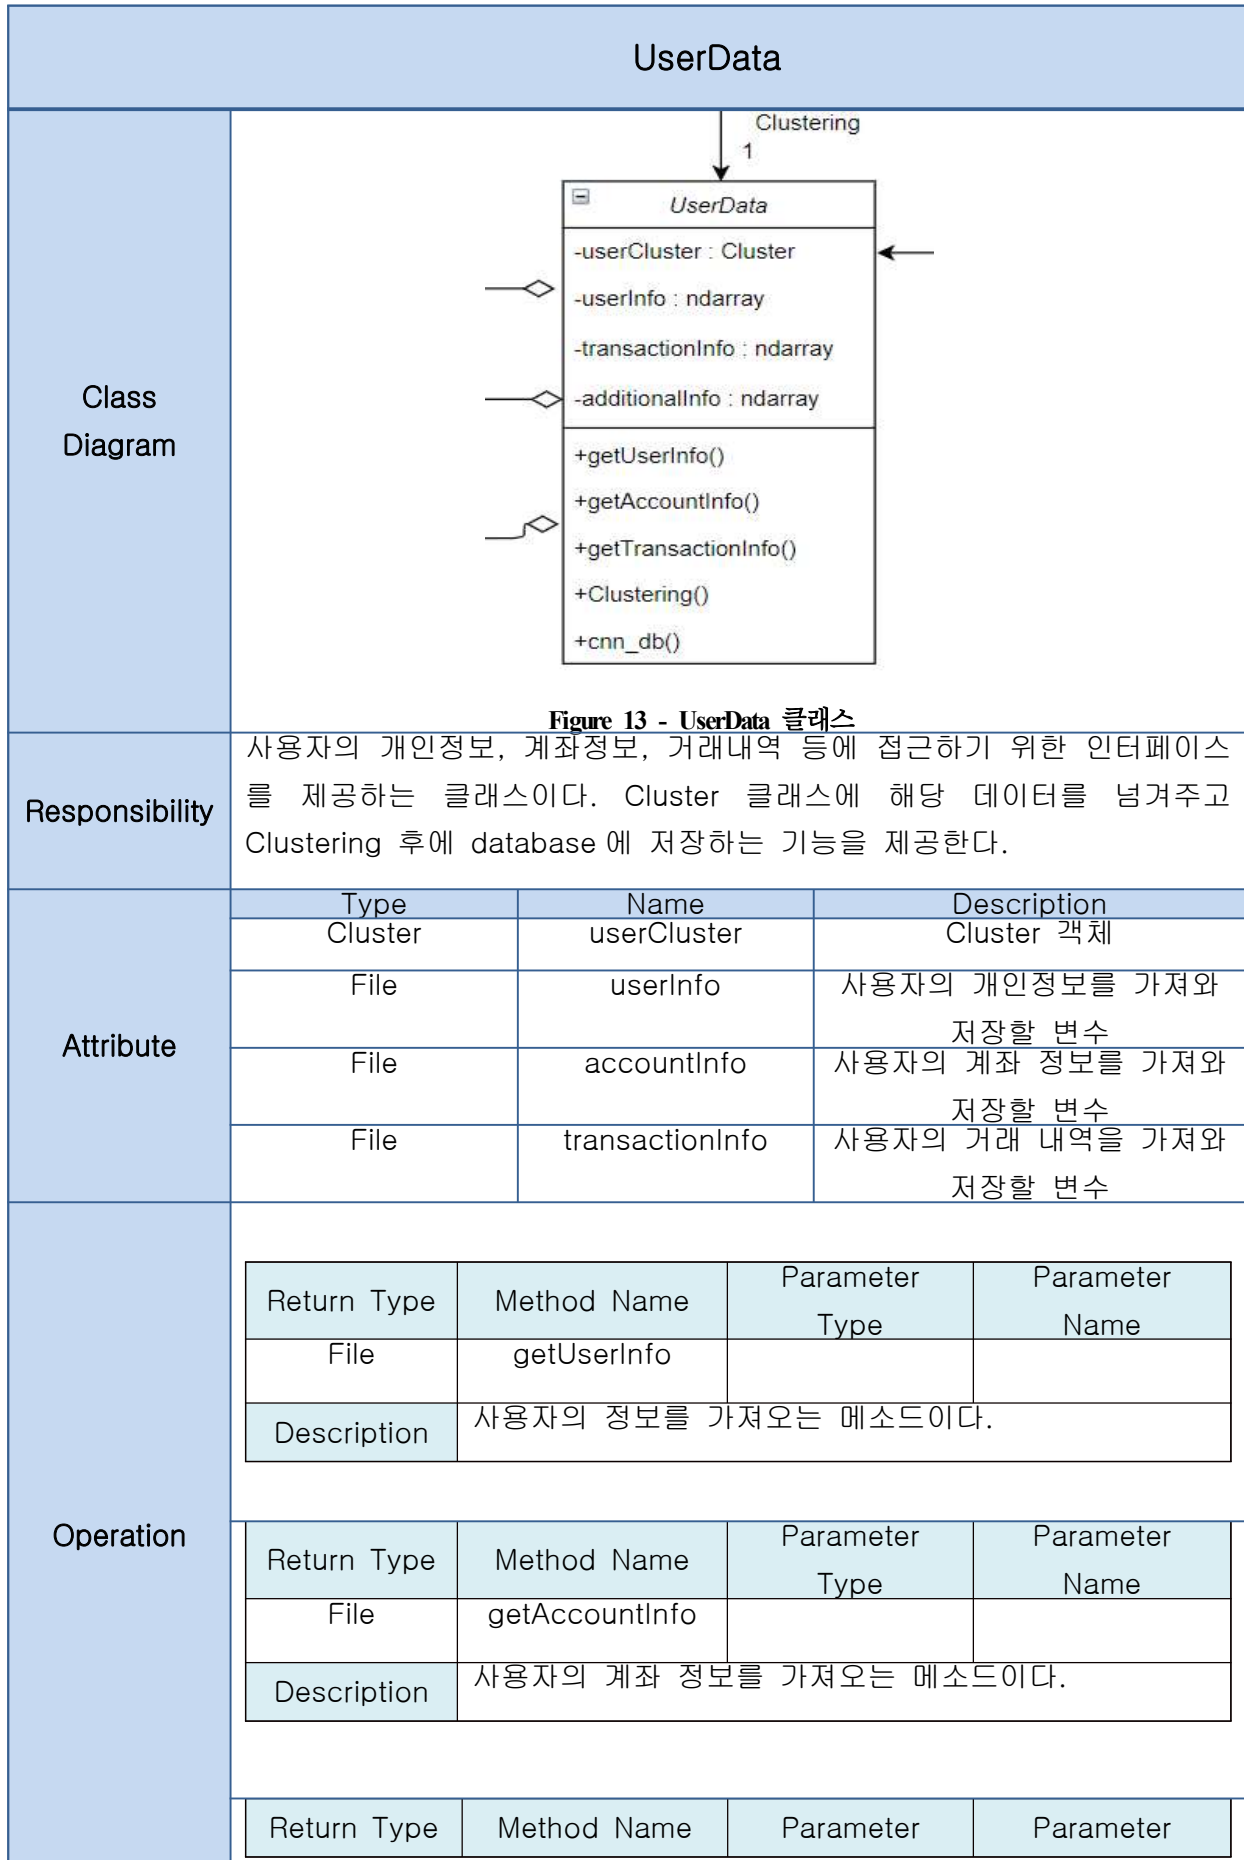 UserData
Clustering
1
UserData
-userCluster : Cluster
-userInfo : ndarray
-transactionInfo : ndarray
-additionalInfo : ndarray
+getUserInfo()
+getAccountInfo()
+getTransactionInfo()
+Clustering()
+cnn_db()
Class
Diagram
Figure 13 - UserData 클래스
Responsibility
사용자의 개인정보, 계좌정보, 거래내역 등에 접근하기 위한 인터페이스
를 제공하는 클래스이다. Cluster 클래스에 해당 데이터를 넘겨주고
Clustering 후에 database에 저장하는 기능을 제공한다.
Attribute
Type Name Description
Cluster userCluster Cluster 객체
File userInfo 사용자의 개인정보를 가져와
저장할 변수
File accountInfo 사용자의 계좌 정보를 가져와
저장할 변수
File transactionInfo 사용자의 거래 내역을 가져와
저장할 변수
Operation
Return Type Method Name Parameter Type Parameter Name
File getUserInfo
Description 사용자의 정보를 가져오는 메소드이다.
Return Type Method Name Parameter Type Parameter Name
File getAccountInfo
Description 사용자의 계좌 정보를 가져오는 메소드이다.
Return Type Method Name Parameter Parameter